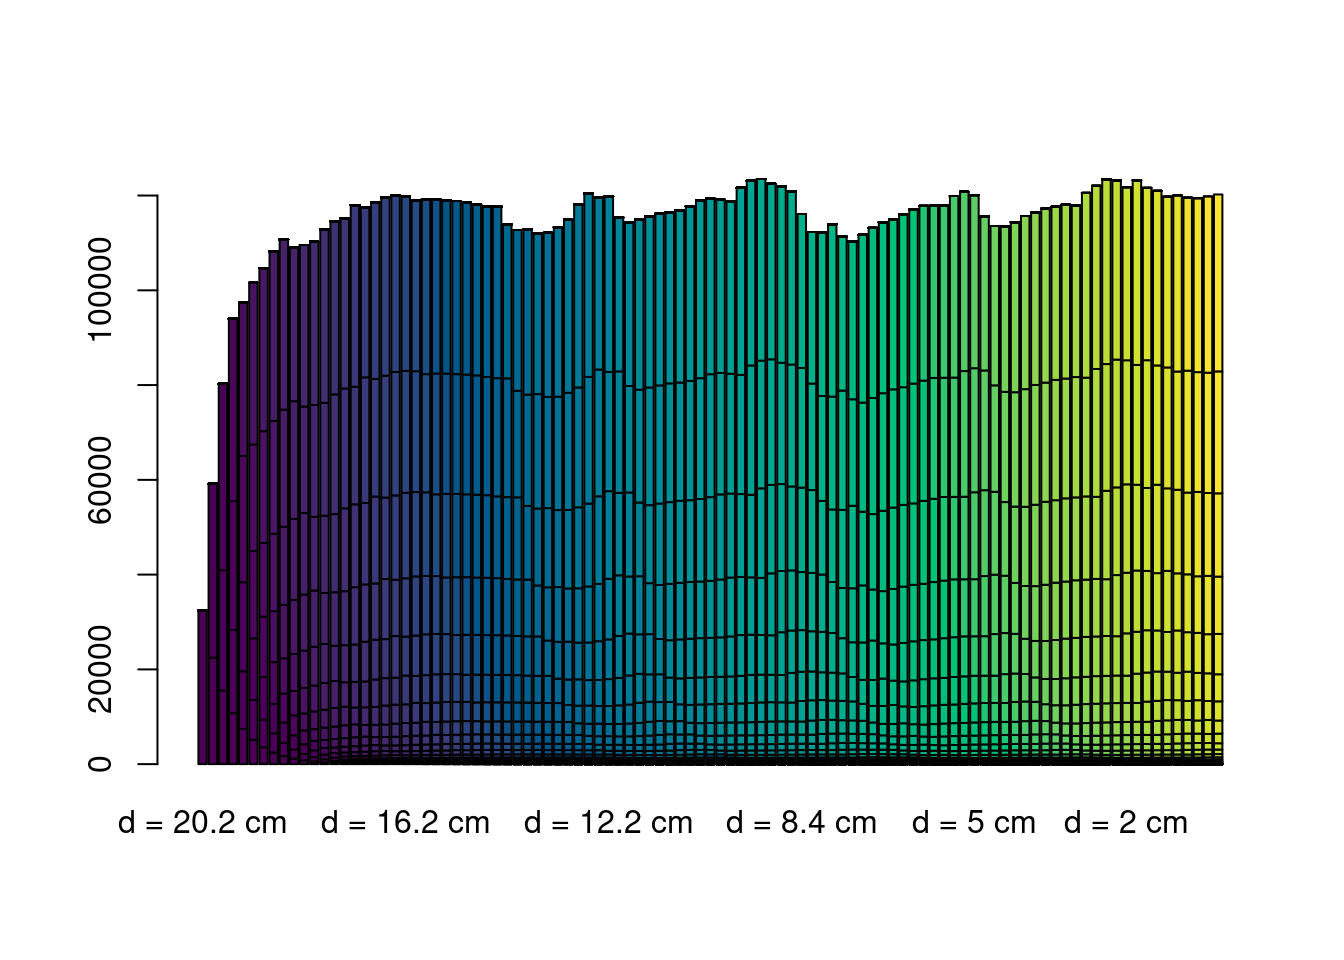 100000
60000
20000
0
d = 20.2 cm d = 16.2 cm d = 12.2 cm d = 8.4 cm d = 5 cm d = 2 cm